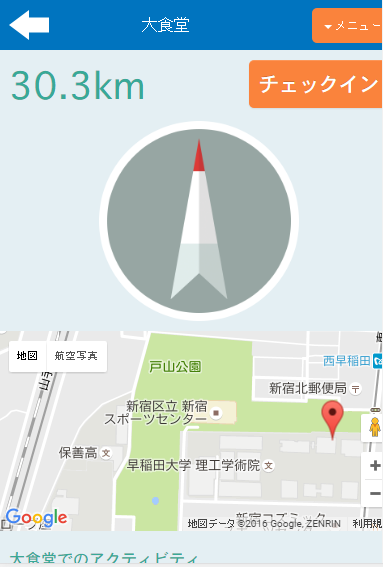 大食堂
メニュー
30.3km
チェックイン
地図
航空写真
戸山公園
西早稲田
新宿北郵便局
新宿区立 新宿
スポーツセンター
保善高
早稲田大学 理工学術院
新宿コズミック
Google
地図データ ©2016 Google, ZENRIN
利用規
大食堂でのアクティビティ